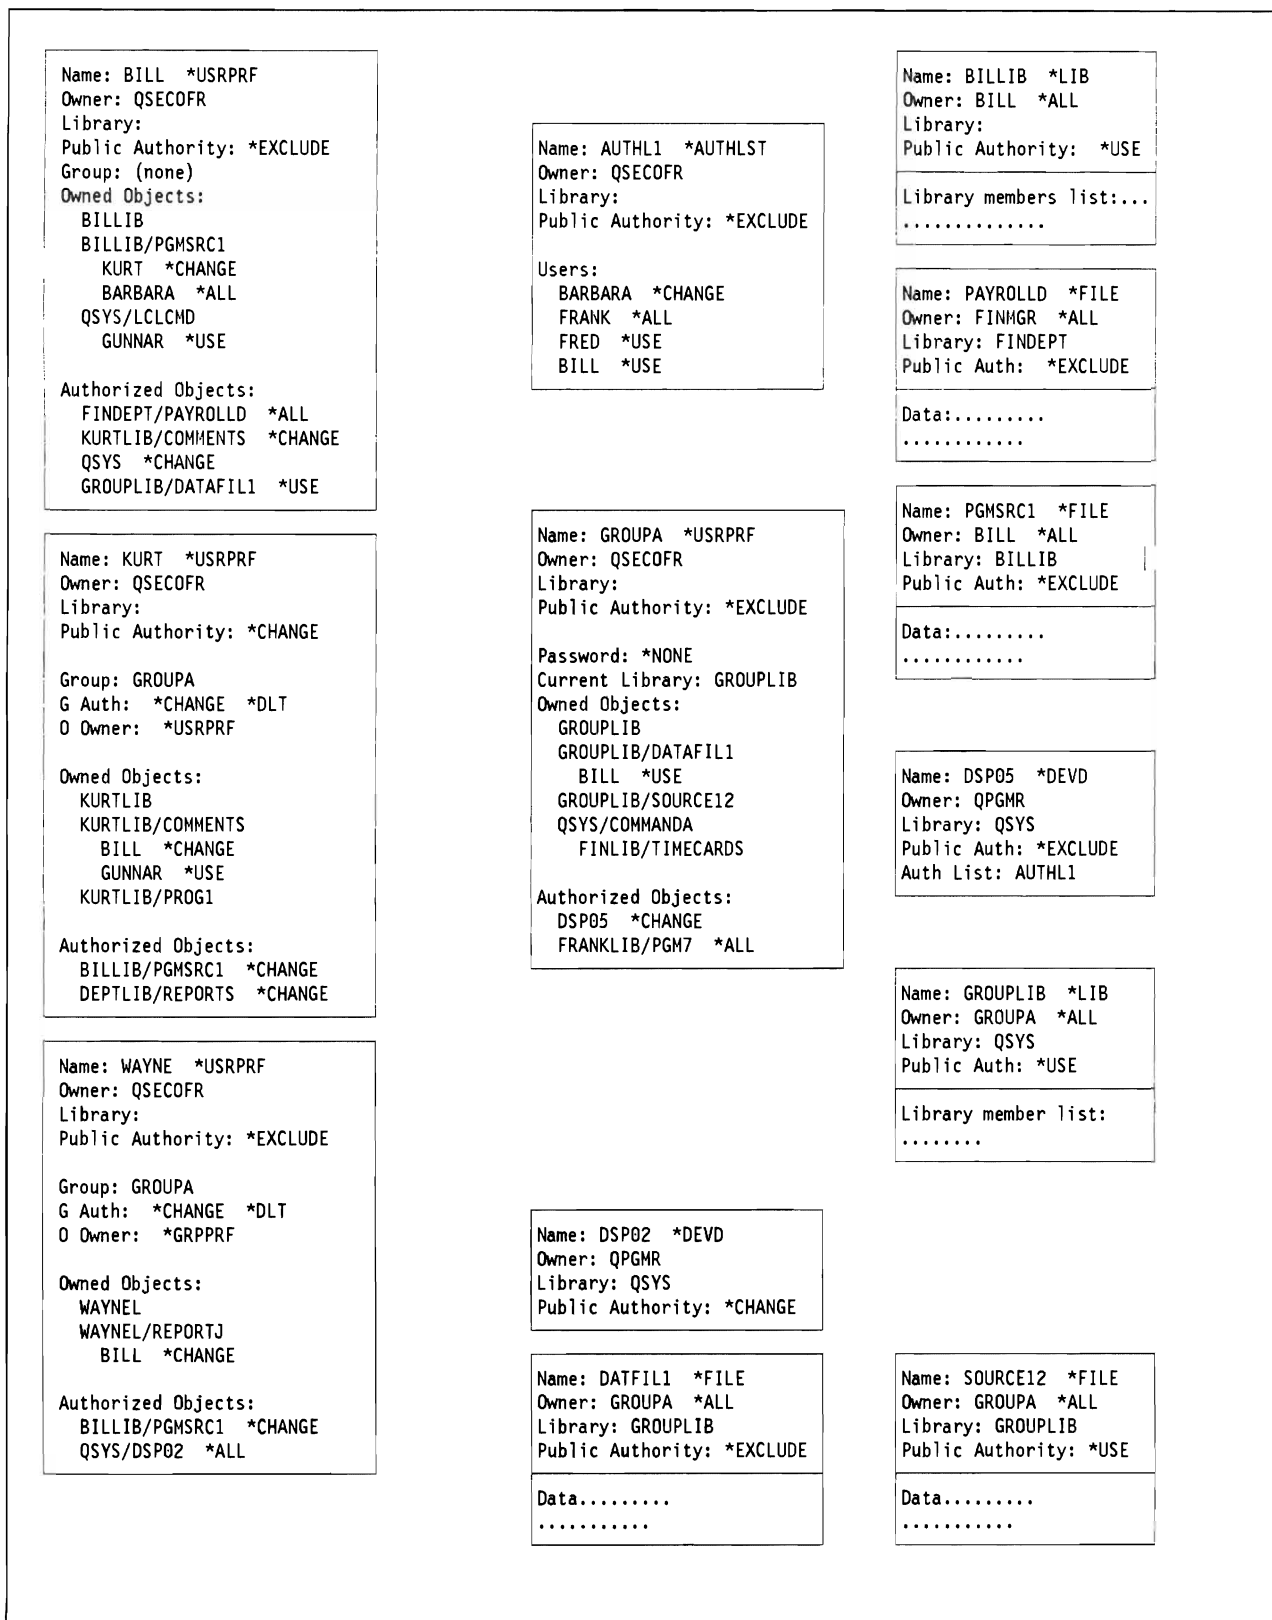 Name: BILL *USRPRF
Owner: QSECOFR
Library:
Public Authority: *EXCLUDE
Group: (none)
Owned Objects:
BILLIB
BILLIB/PGMSRC1
KURT *CHANGE
BARBARA *ALL
QSYS/LCLCMD
GUNNAR *USE
Authorized Objects:
FINDEPT/PAYROLLD *ALL
KURTLIB/COMMENTS *CHANGE
QSYS *CHANGE
GROUPLIB/DATAFIL1 *USE
Name: KURT *USRPRF
Owner: QSECOFR
Library:
Public Authority: *CHANGE
Group: GROUPA
G Auth: *CHANGE *DLT
O Owner: *USRPRF
Owned Objects:
KURTLIB
KURTLIB/COMMENTS
BILL *CHANGE
GUNNAR *USE
KURTLIB/PROG1
Authorized Objects:
BILLIB/PGMSRC1 *CHANGE
DEPTLIB/REPORTS *CHANGE
Name: WAYNE *USRPRF
Owner: QSECOFR
Library:
Public Authority: *EXCLUDE
Group: GROUPA
G Auth: *CHANGE *DLT
O Owner: *GRPPRF
Owned Objects:
WAYNEL
WAYNEL/REPORTJ
BILL *CHANGE
Authorized Objects:
BILLIB/PGMSRC1 *CHANGE
QSYS/DSP02 *ALL
Name: AUTHL1 *AUTHLST
Owner: QSECOFR
Library:
Public Authority: *EXCLUDE
Users:
BARBARA *CHANGE
FRANK *ALL
FRED *USE
BILL *USE
Name: GROUPA *USRPRF
Owner: QSECOFR
Library:
Public Authority: *EXCLUDE
Password: *NONE
Current Library: GROUPLIB
Owned Objects:
GROUPLIB
GROUPLIB/DATAFIL1
BILL *USE
GROUPLIB/SOURCE12
QSYS/COMMANDA
FINLIB/TIMECARDS
Authorized Objects:
DSP05 *CHANGE
FRANKLIB/PGM7 *ALL
Name: DSP02 *DEVD
Owner: QPGMR
Library: QSYS
Public Authority: *CHANGE
Name: DATFIL1 *FILE
Owner: GROUPA *ALL
Library: GROUPLIB
Public Authority: *EXCLUDE
Data.........
...........
Name: BILLIB *LIB
Owner: BILL *ALL
Library:
Public Authority: *USE
Library members list:...
..............
Name: PAYROLLD *FILE
Owner: FINMGR *ALL
Library: FINDEPT
Public Auth: *EXCLUDE
Data:.........
............
Name: PGMSRC1 *FILE
Owner: BILL *ALL
Library: BILLIB
Public Auth: *EXCLUDE
Data:.........
............
Name: DSP05 *DEVD
Owner: QPGMR
Library: QSYS
Public Auth: *EXCLUDE
Auth List: AUTHL1
Name: GROUPLIB *LIB
Owner: GROUPA *ALL
Library: QSYS
Public Auth: *USE
Library member list:
........
Name: SOURCE12 *FILE
Owner: GROUPA *ALL
Library: GROUPLIB
Public Authority: *USE
Data.........
...........